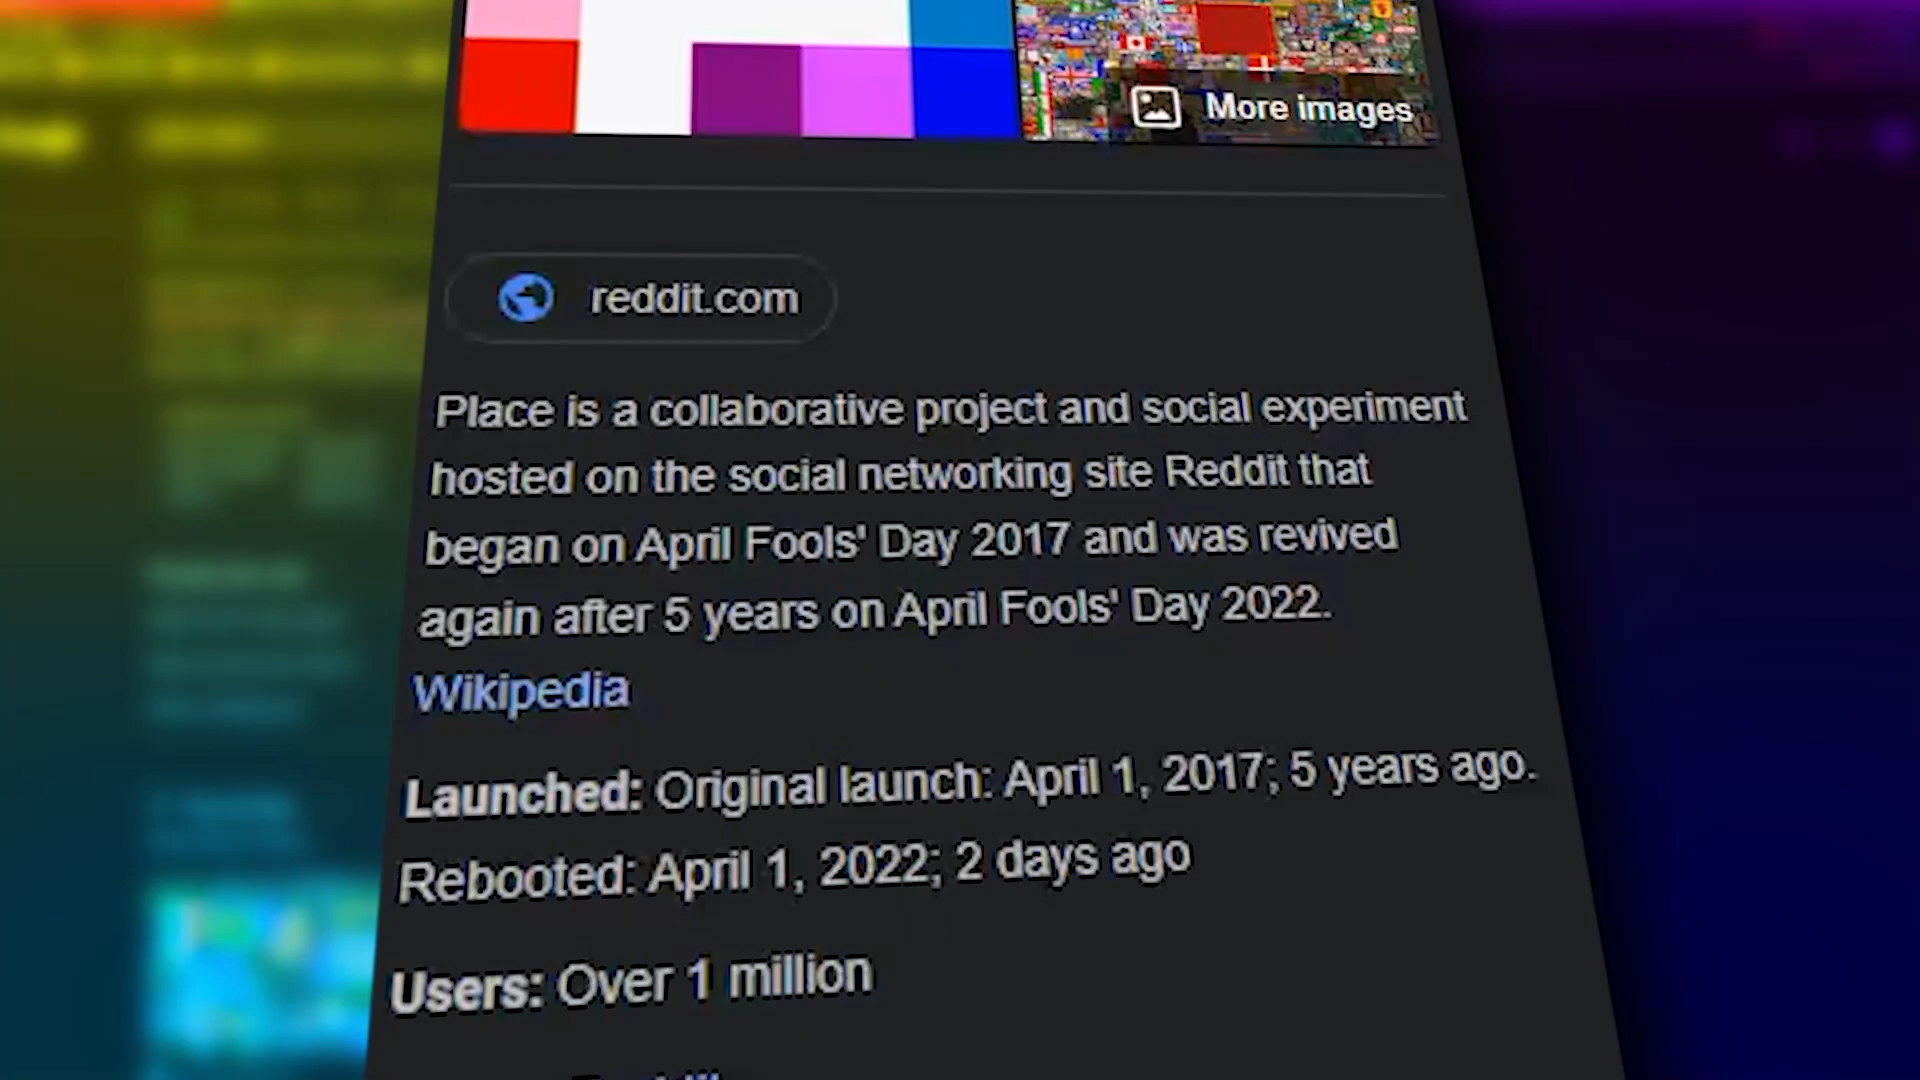 More images
reddit.com
Place is a collaborative project and social experiment
hosted on the social networking site Reddit that
began on April Fools' Day 2017 and was revived
again after 5 years on April Fools' Day 2022.
Wikipedia
Launched: Original launch: April 1, 2017; 5 years ago.
Rebooted: April 1, 2022; 2 days ago
Users: Over 1 million